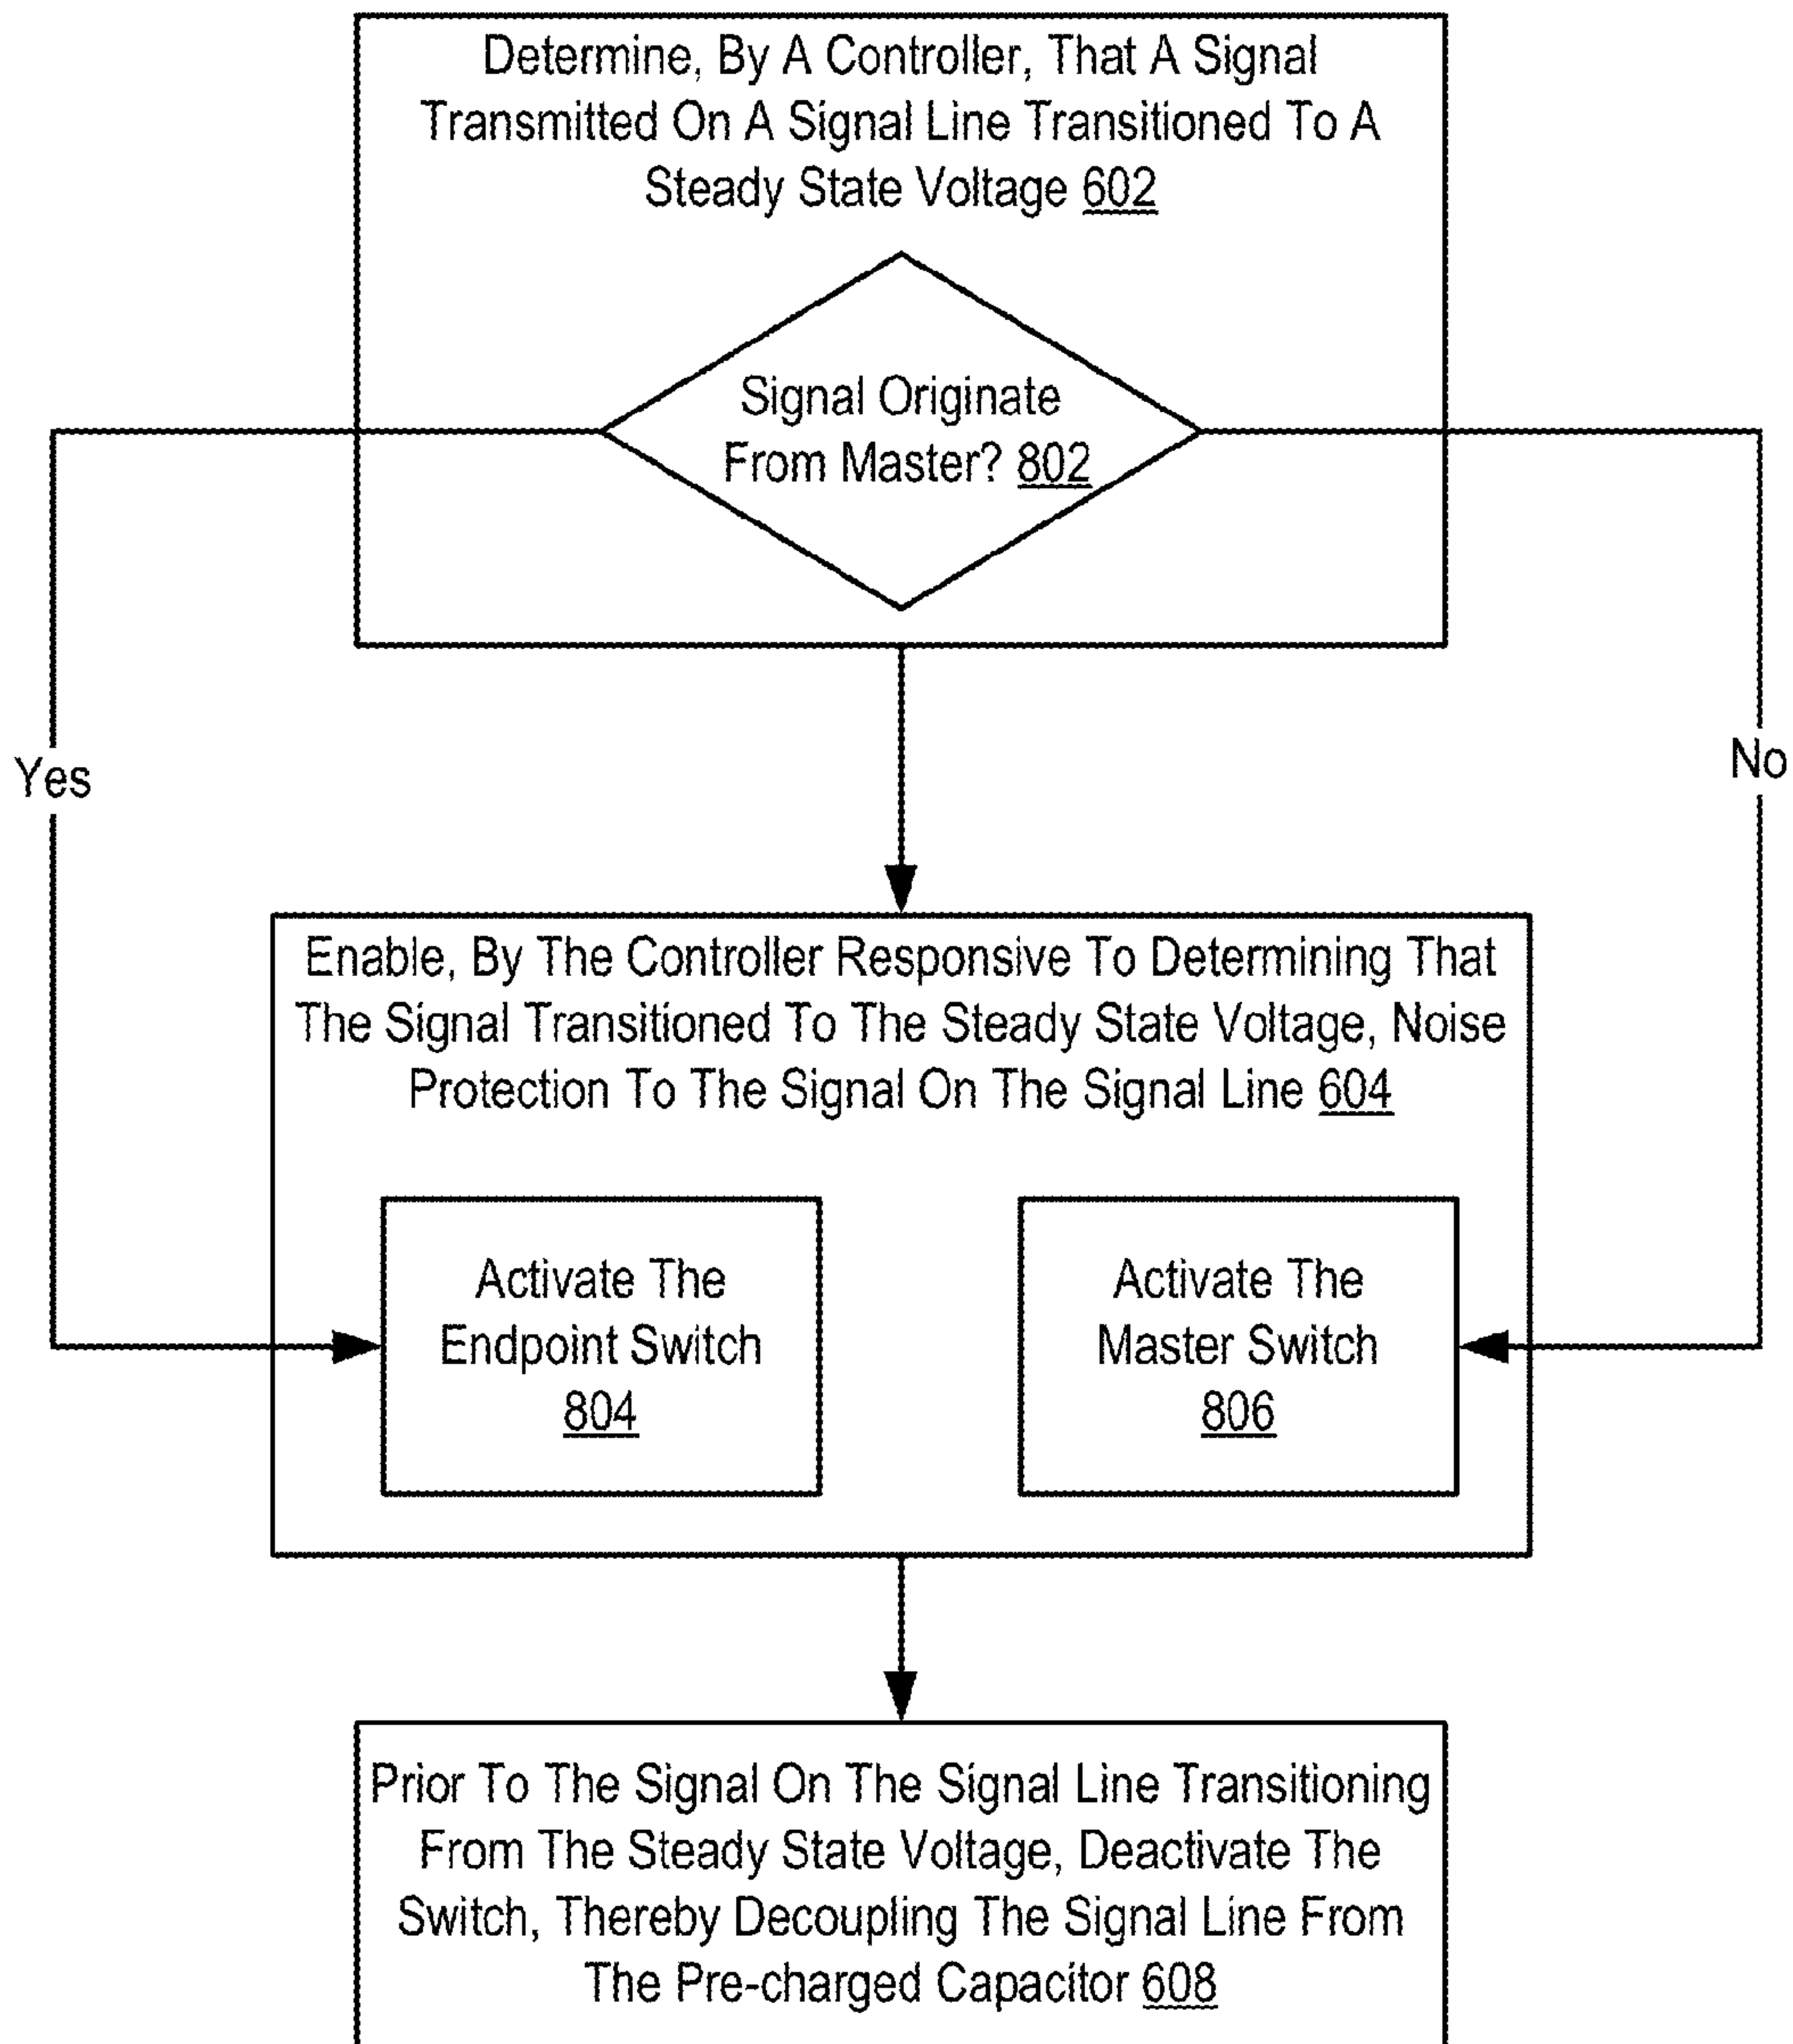 Determine, By A Controller, That A Signal
Transmitted On A Signal Line Transitioned To A
Steady State Voltage 602
Signal Originate
From Master? 802
Yes
No
Enable, By The Controller Responsive To Determining That
The Signal Transitioned To The Steady State Voltage, Noise
Protection To The Signal On The Signal Line 604
Activate The
Endpoint Switch
804
Activate The
Master Switch
806
Prior To The Signal On The Signal Line Transitioning
From The Steady State Voltage, Deactivate The
Switch, Thereby Decoupling The Signal Line From
The Pre-charged Capacitor 608